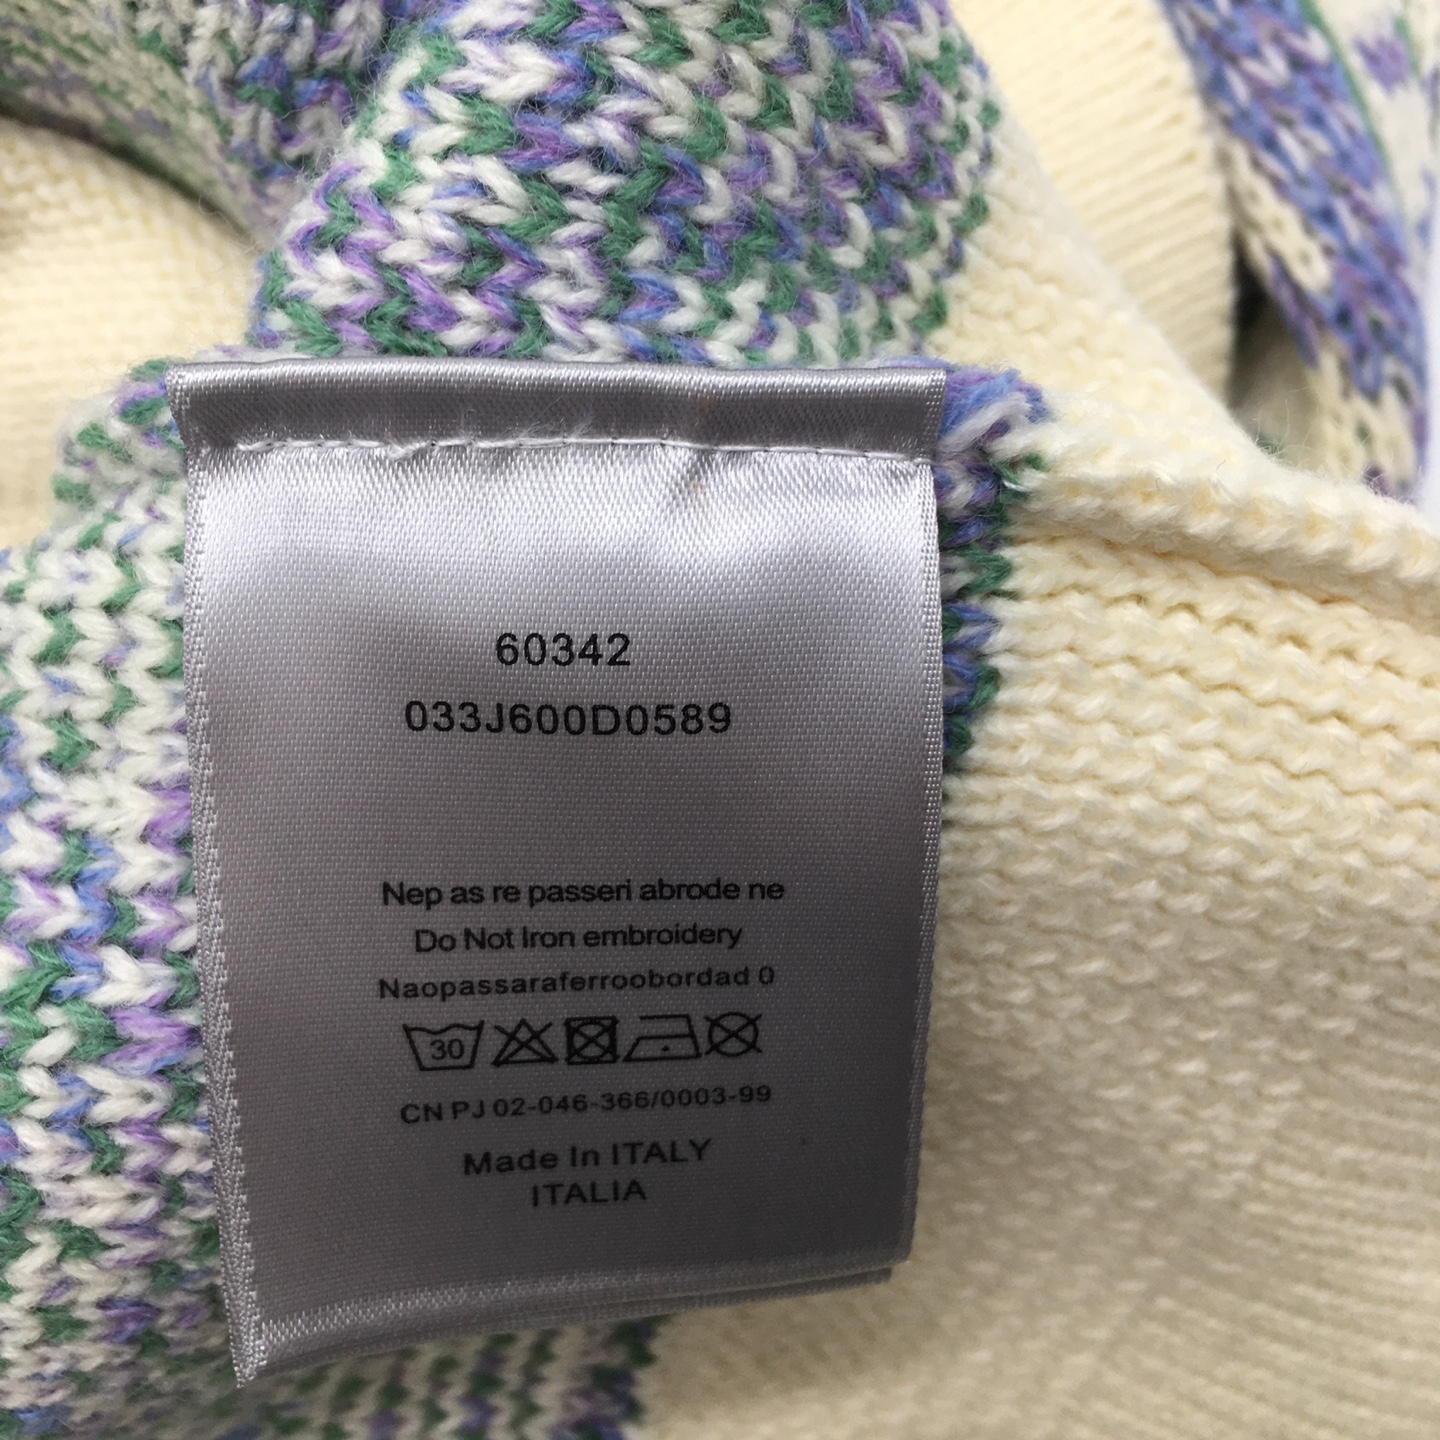 60342
033J600D0589
Nep as re passeri abrode ne
Do Not Iron embroidery
Naopassaraferroobordad 0
30
CN PJ 02-046-366/0003-99
Made In ITALY
ITALIA